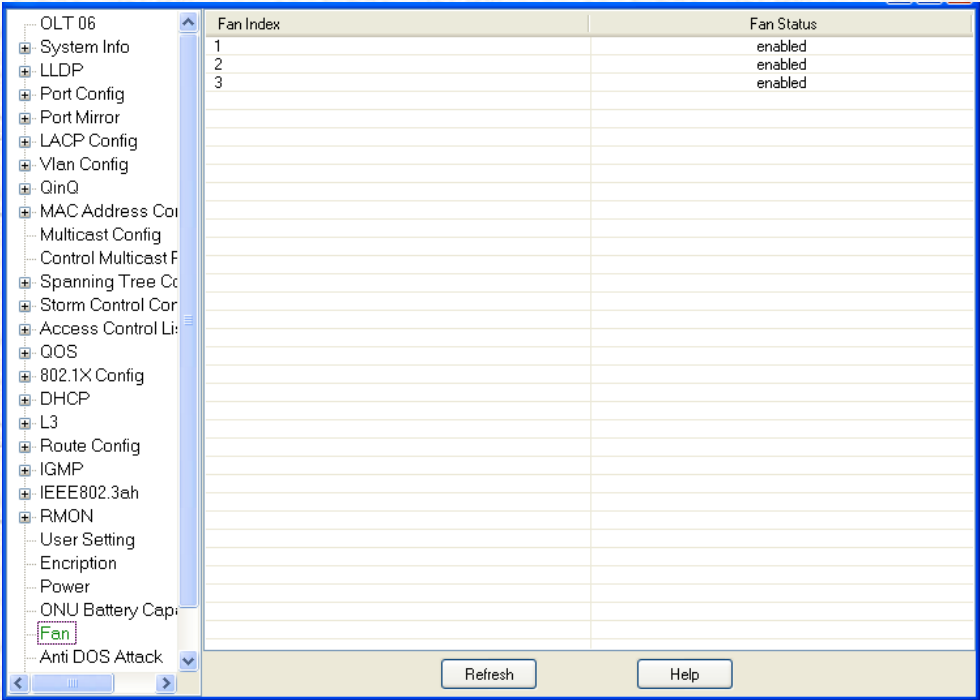 OLT 06
System Info
LLDP
Port Config
Port Mirror
LACP Config
Vlan Config
QinQ
MAC Address Co
Multicast Config
Control Multicast
Spanning Tree Co
Storm Control Con
Access Control Li
QOS
802.1X Config
DHCP
L3
Route Config
IGMP
IEEE802.3ah
RMON
User Setting
Encription
Power
ONU Battery Capa
Fan
Anti DOS Attack
Fan Index Fan Status
1 enabled
2 enabled
3 enabled
Refresh Help